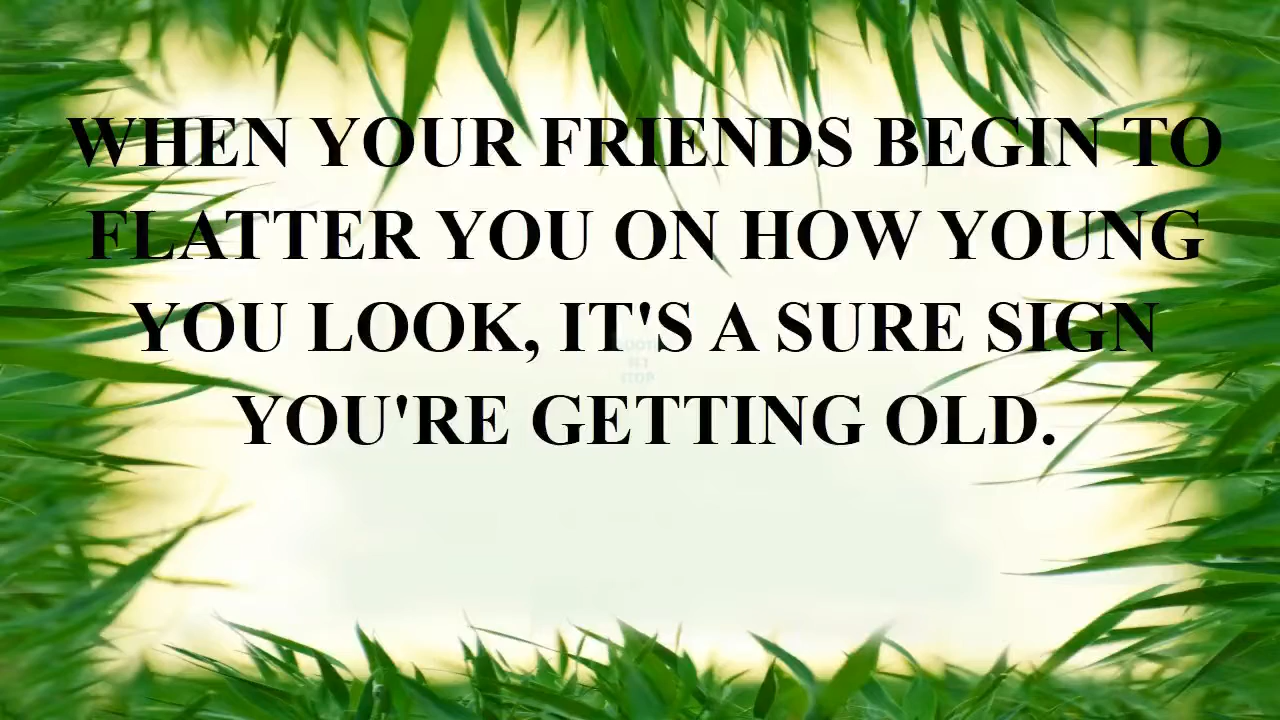 WHEN YOUR FRIENDS BEGIN TO
FLATTER YOU ON HOW YOUNG
YOU LOOK, IT'S A SURE SIGN
YOU'RE GETTING OLD.